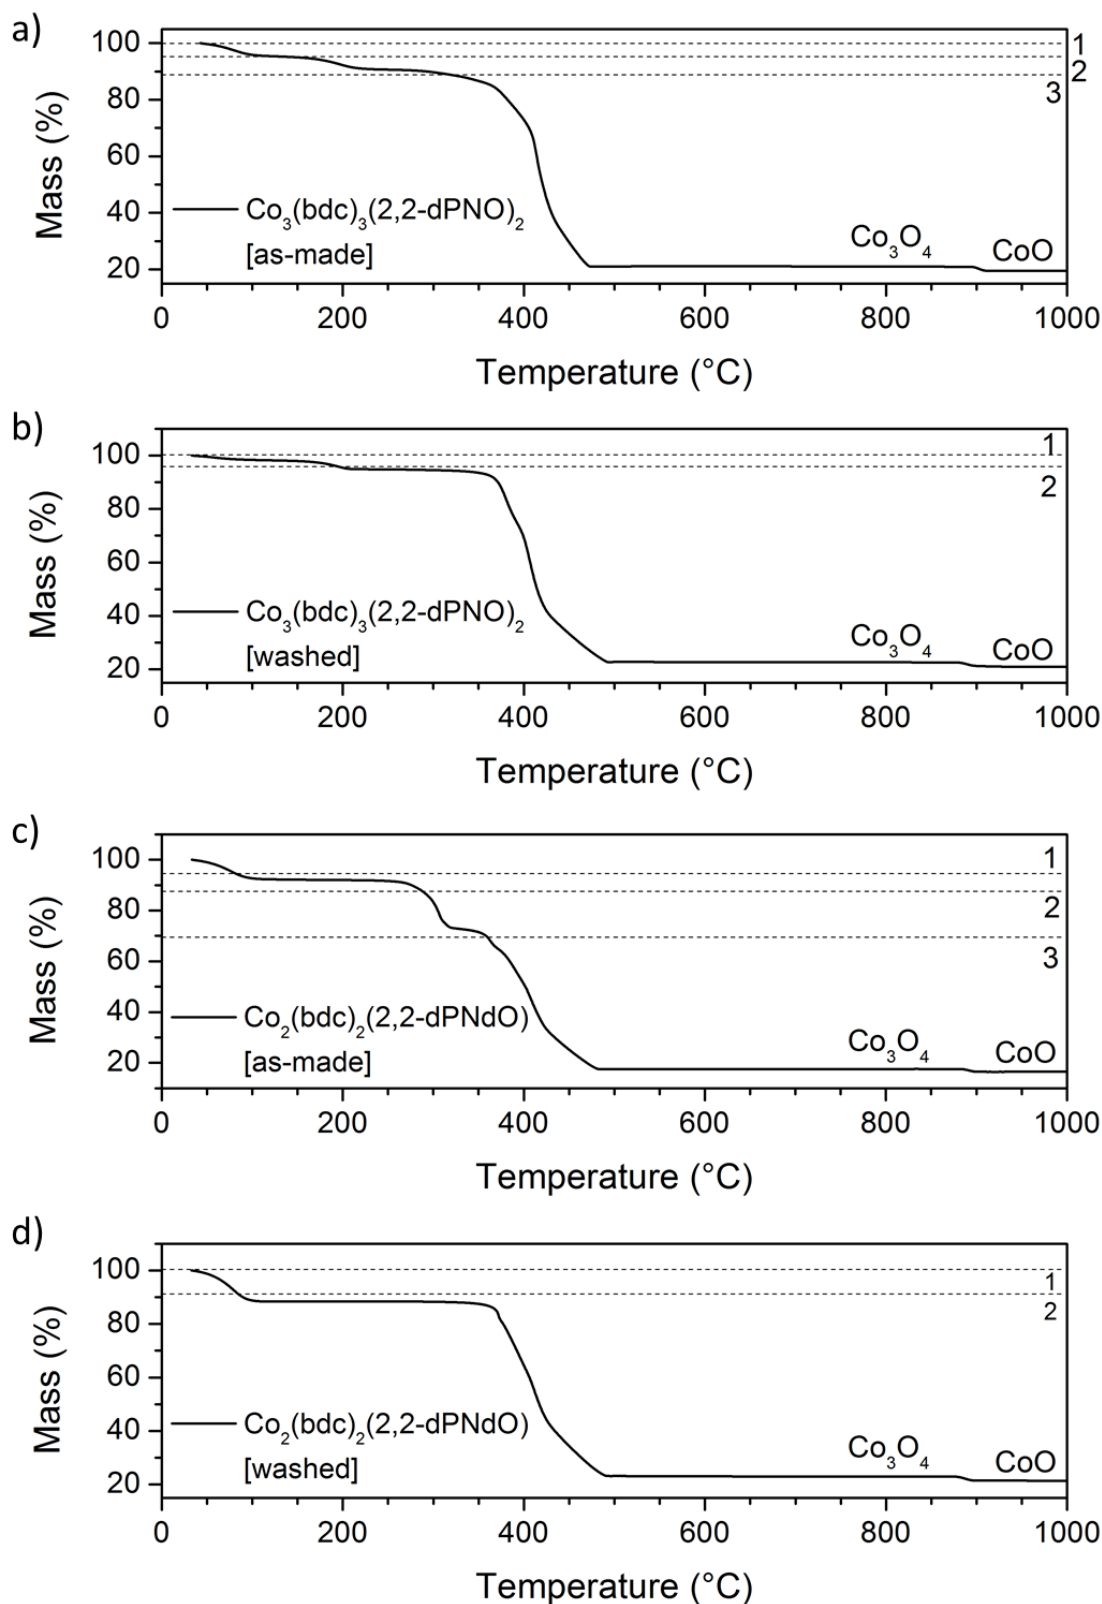 a)
Mass (%)
100
80
60
40
20
1
2
3
Co₃(bdc)₃(2,2-dPNO)₂
[as-made]
Co₃O₄
CoO
0 200 400 600 800 1000
Temperature (°C)
b)
Mass (%)
100
80
60
40
20
1
2
Co₃(bdc)₃(2,2-dPNO)₂
[washed]
Co₃O₄
CoO
0 200 400 600 800 1000
Temperature (°C)
c)
Mass (%)
100
80
60
40
20
1
2
3
Co₂(bdc)₂(2,2-dPNdO)
[as-made]
Co₃O₄
CoO
0 200 400 600 800 1000
Temperature (°C)
d)
Mass (%)
100
80
60
40
20
1
2
Co₂(bdc)₂(2,2-dPNdO)
[washed]
Co₃O₄
CoO
0 200 400 600 800 1000
Temperature (°C)